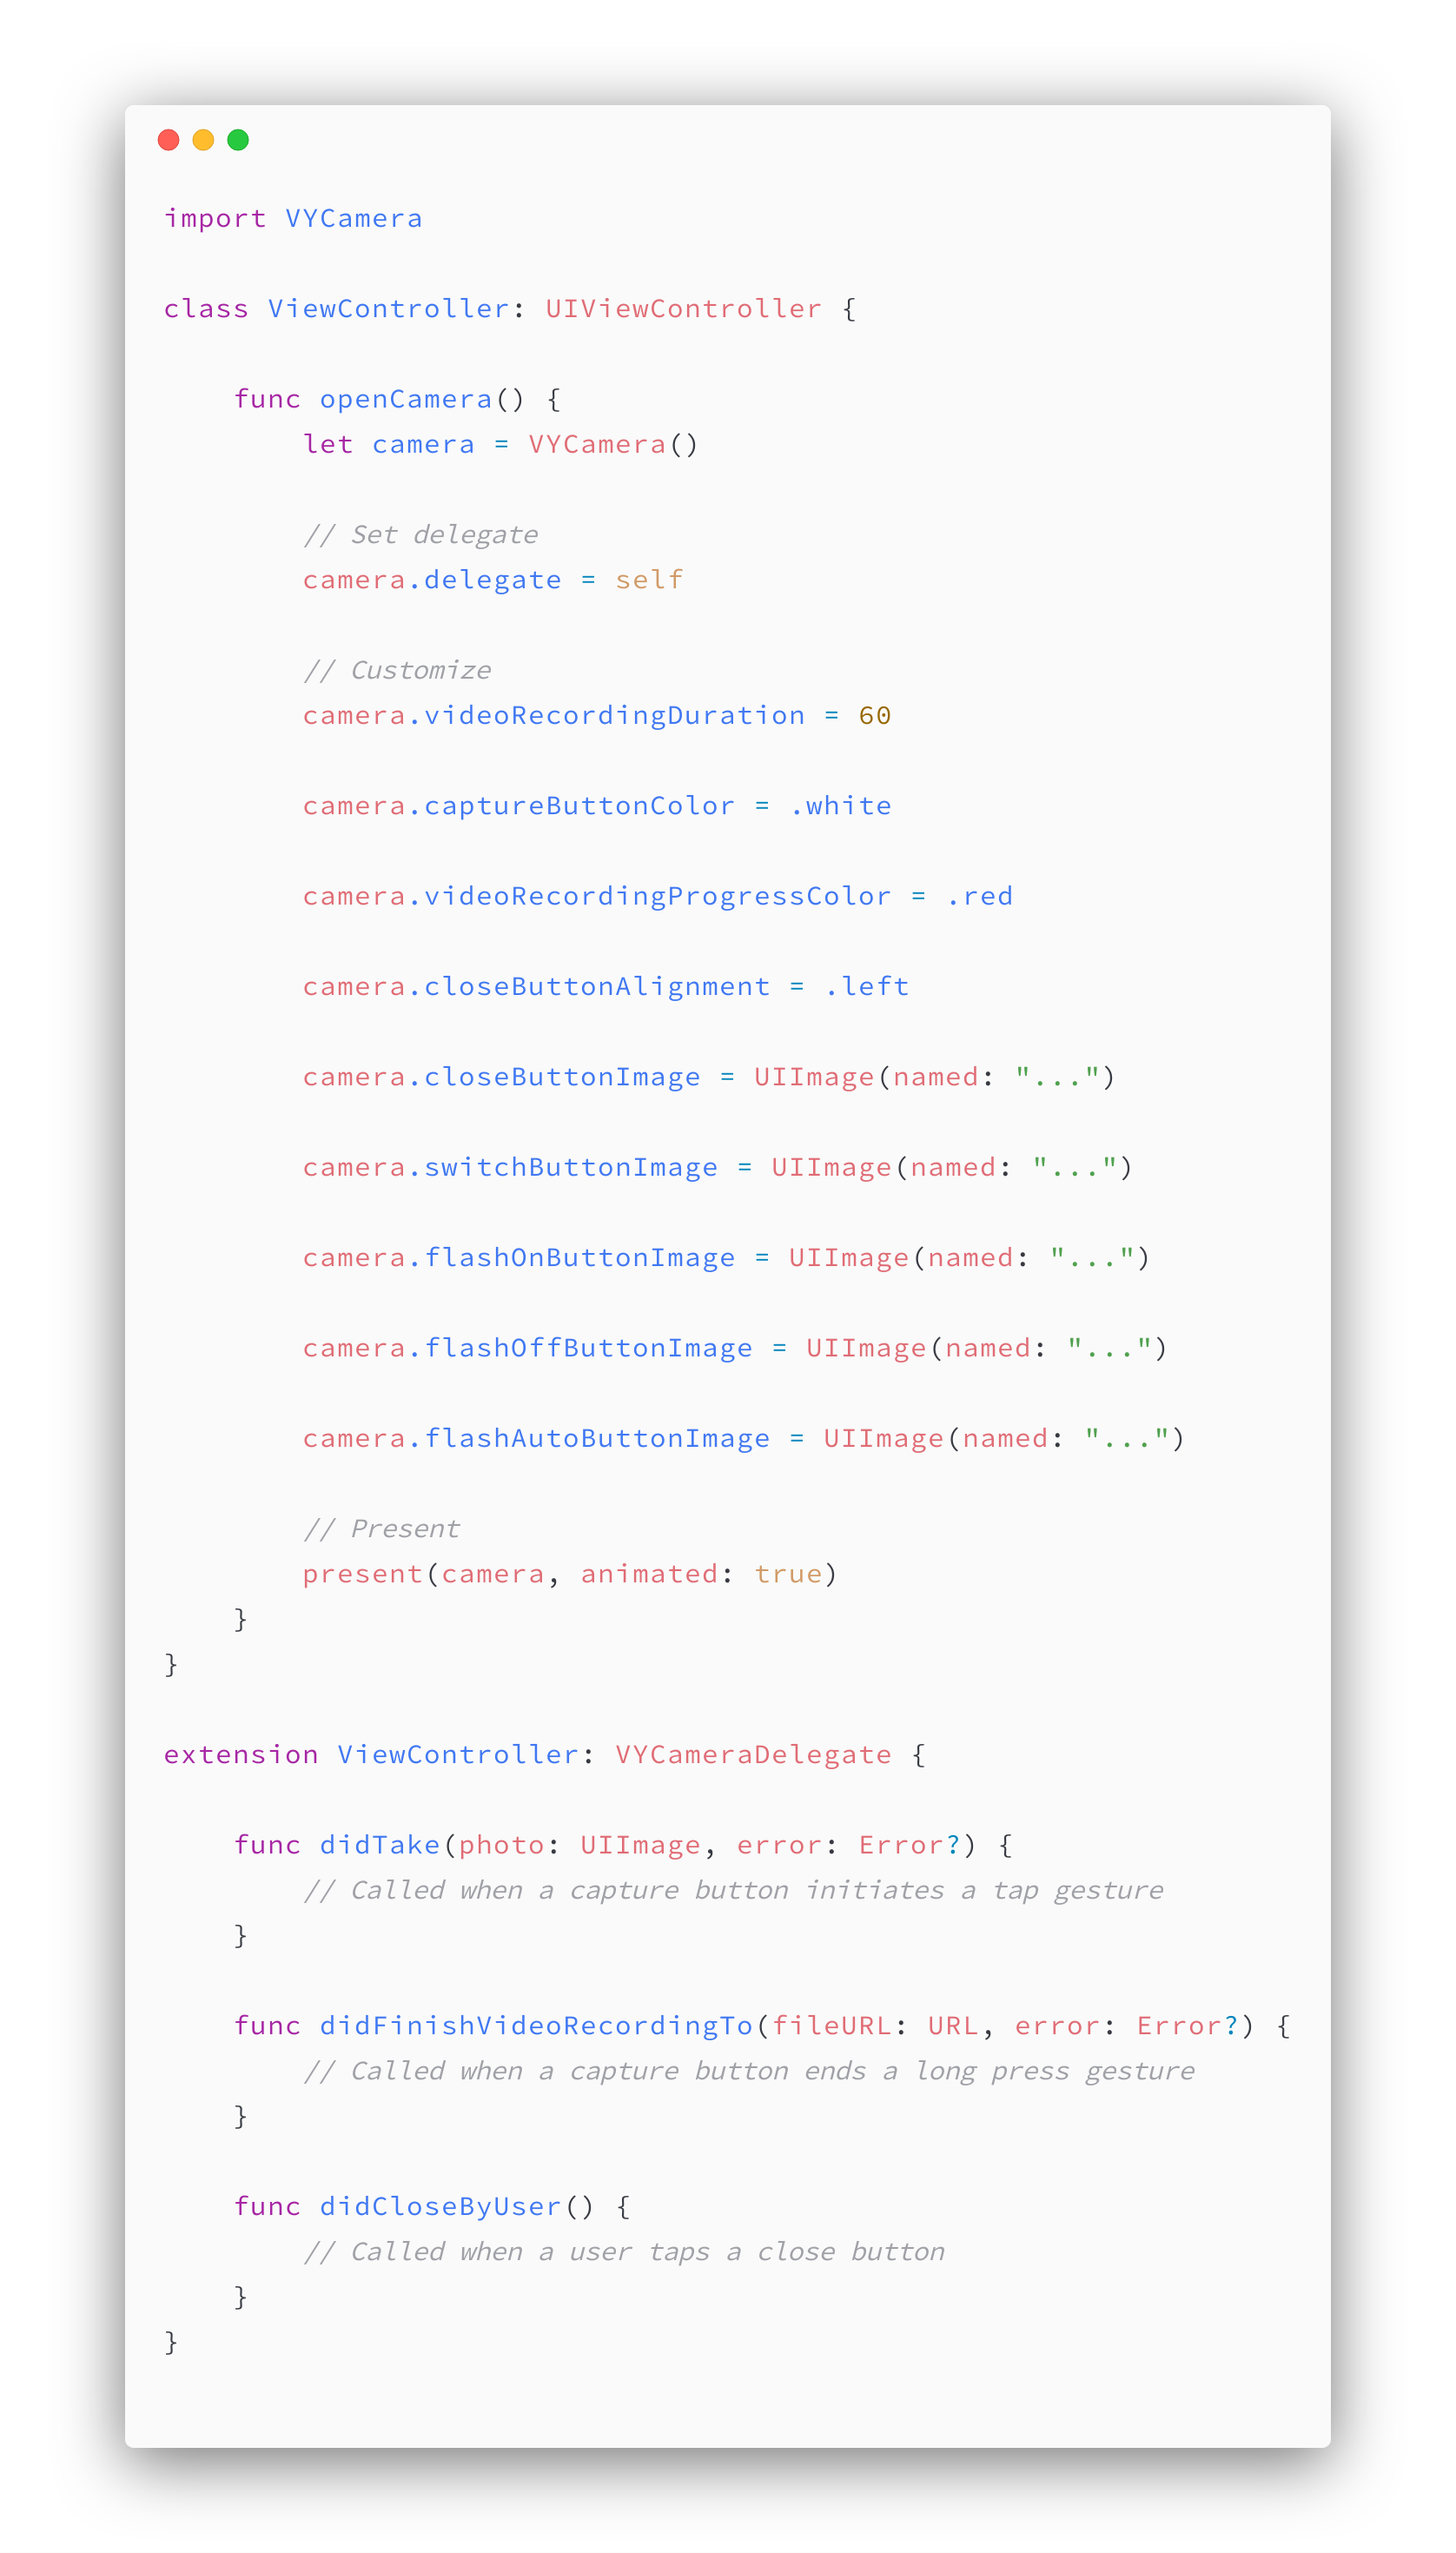 import VYCamera
class ViewController: UIViewController {
func openCamera() {
let camera = VYCamera()
// Set delegate
camera.delegate = self
// Customize
camera.videoRecordingDuration = 60
camera.captureButtonColor = .white
camera.videoRecordingProgressColor = .red
camera.closeButtonAlignment = .left
camera.closeButtonImage = UIImage(named: "...")
camera.switchButtonImage = UIImage(named: "...")
camera.flashOnButtonImage = UIImage(named: "...")
camera.flashOffButtonImage = UIImage(named: "...")
camera.flashAutoButtonImage = UIImage(named: "...")
// Present
present(camera, animated: true)
}
}
extension ViewController: VYCameraDelegate {
func didTake(photo: UIImage, error: Error?) {
// Called when a capture button initiates a tap gesture
}
func didFinishVideoRecordingTo(fileURL: URL, error: Error?) {
// Called when a capture button ends a long press gesture
}
func didCloseByUser() {
// Called when a user taps a close button
}
}